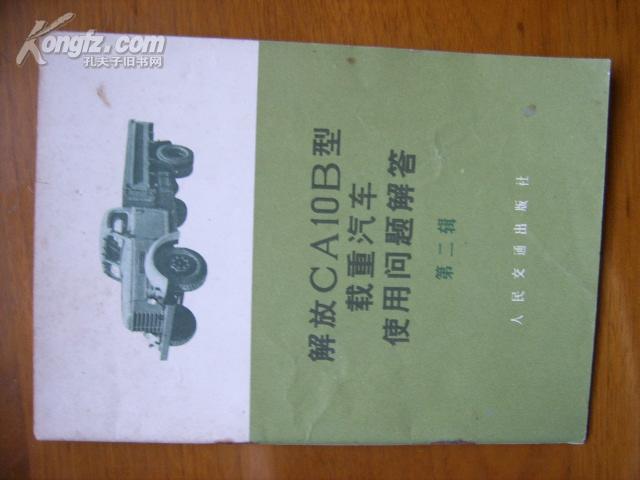 Kongfz.com
孔夫子旧书网
解放CA10B型
载重汽车
使用问题解答
第二辑
人民交通出版社